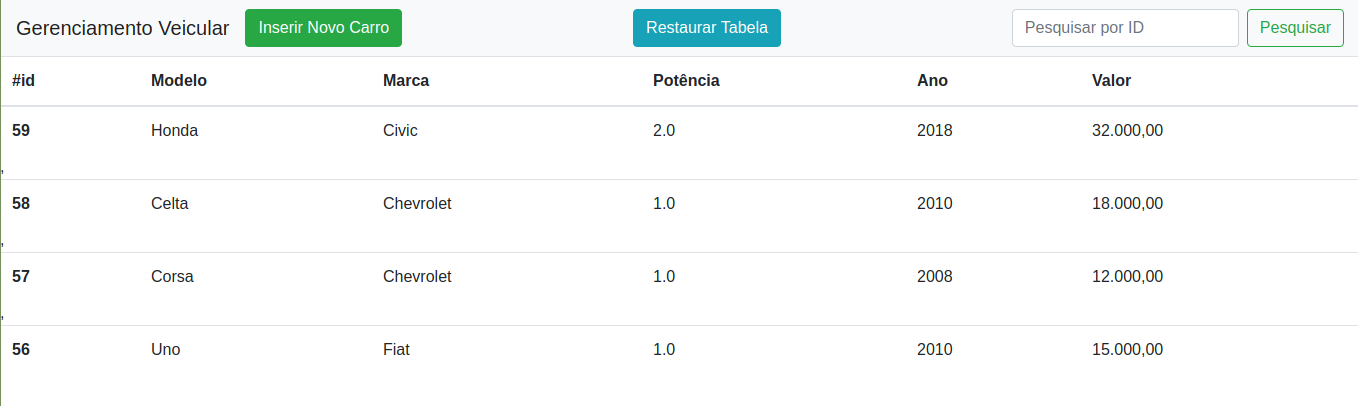 Gerenciamento Veicular Inserir Novo Carro Restaurar Tabela Pesquisar por ID Pesquisar
#id Modelo Marca Potência Ano Valor
59 Honda Civic 2.0 2018 32.000,00
,
58 Celta Chevrolet 1.0 2010 18.000,00
,
57 Corsa Chevrolet 1.0 2008 12.000,00
,
56 Uno Fiat 1.0 2010 15.000,00